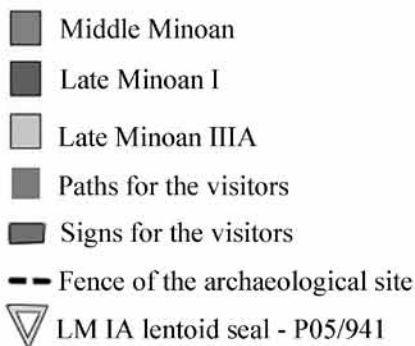 Middle Minoan
Late Minoan I
Late Minoan IIIA
Paths for the visitors
Signs for the visitors
Fence of the archaeological site
LM IA lentoid seal - P05/941